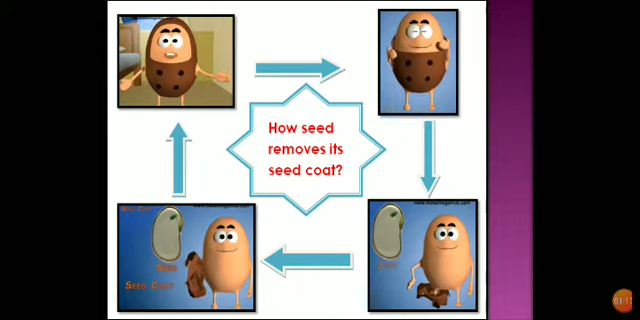 How seed
removes its
seed coat?
Seed
Seed Coat